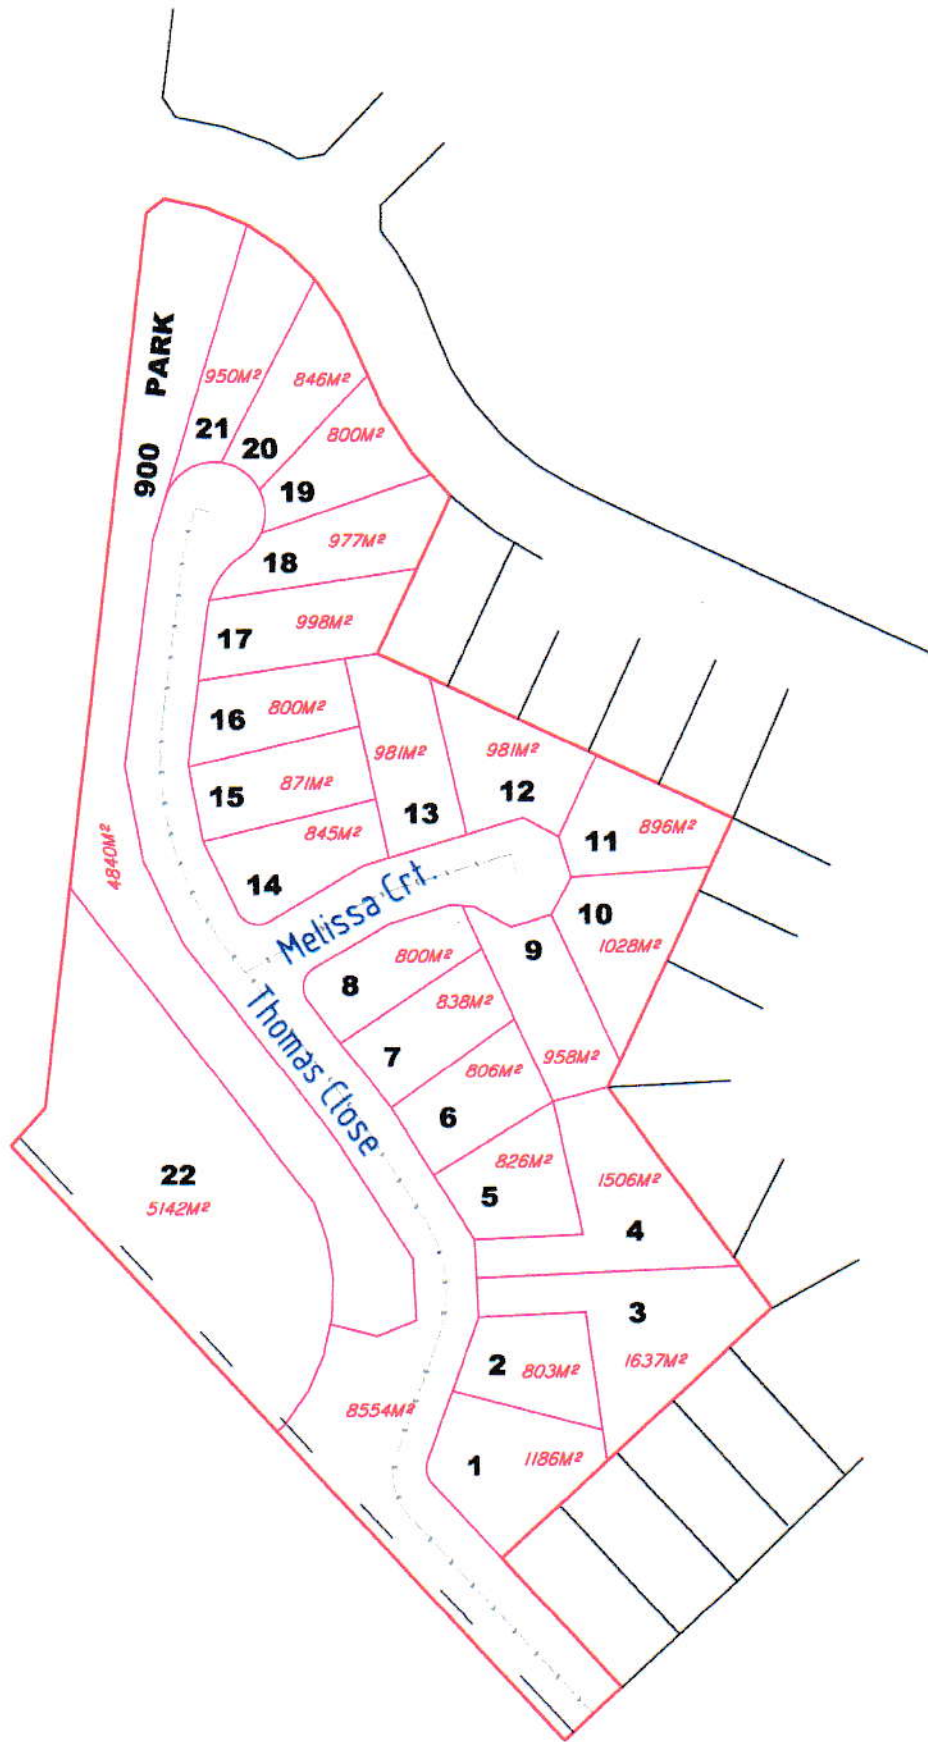 900 PARK
950M²
21
846M²
20
800M²
19
977M²
18
998M²
17
16 800M²
871M²
15
845M²
14
981M²
13
981M²
12
896M²
11
10
1028M²
9
958M²
Melissa Crt.
Thomas Close
800M²
8
838M²
7
806M²
6
826M²
5
1506M²
4
3
1637M²
2 803M²
1 1186M²
8554M²
4840M²
22
5142M²